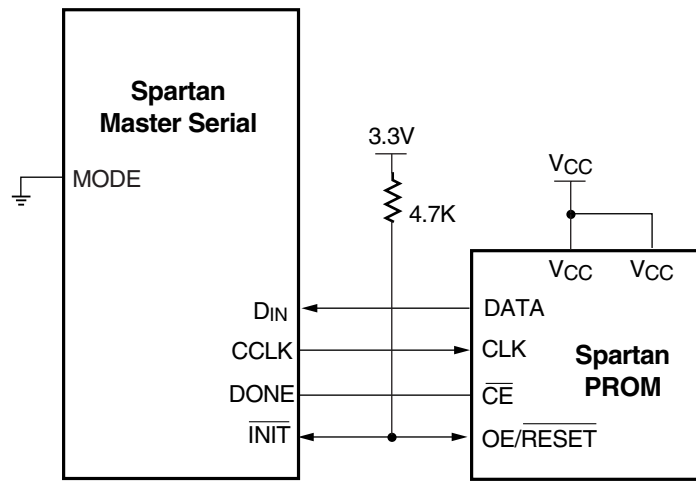 Spartan
Master Serial
MODE
3.3V
4.7K
VCC
VCC
VCC
DIN
CCLK
DONE
INIT
DATA
CLK
CE
OE/RESET
Spartan
PROM